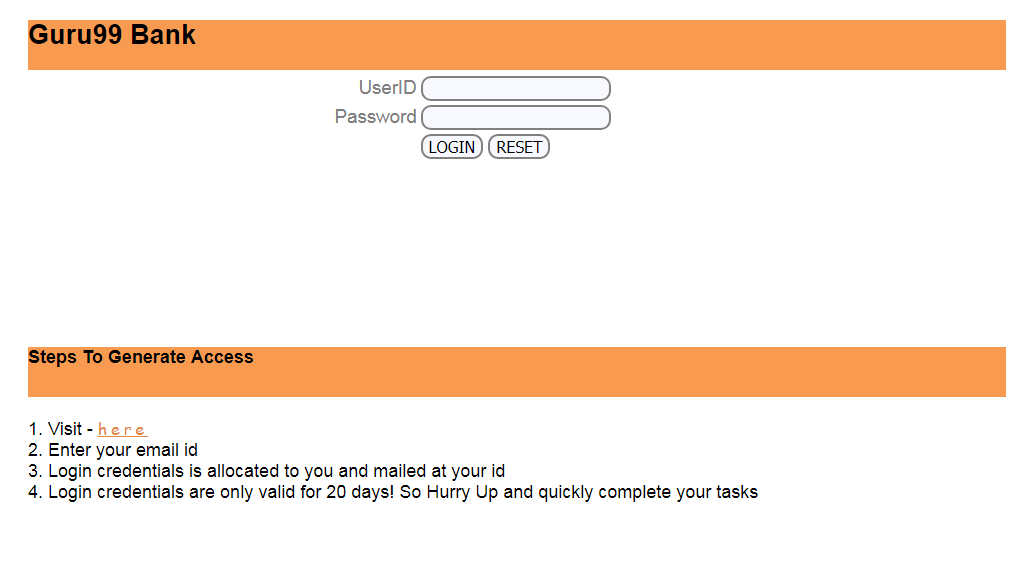 Guru99 Bank
UserID
Password
LOGIN RESET
Steps To Generate Access
1. Visit - here
2. Enter your email id
3. Login credentials is allocated to you and mailed at your id
4. Login credentials are only valid for 20 days! So Hurry Up and quickly complete your tasks